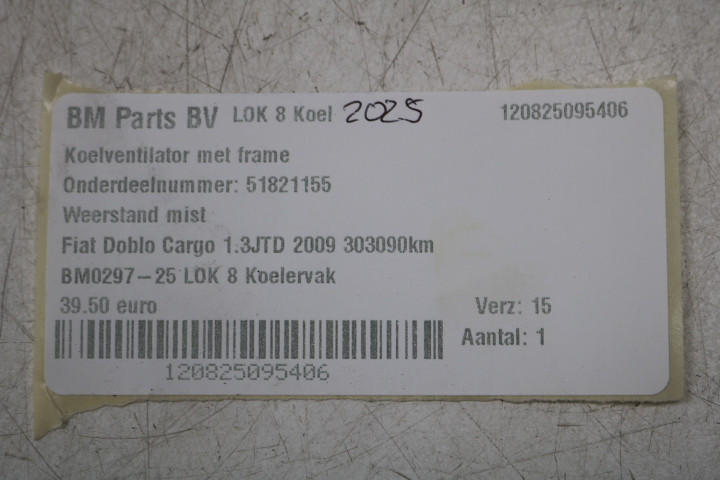 BM Parts BV LOK 8 Koel 2025 120825095406
Koelventilator met frame
Onderdeelnummer: 51821155
Weerstand mist
Fiat Doblo Cargo 1.3JTD 2009 303090km
BM0297-25 LOK 8 Koelervak
39.50 euro Verz: 15
Aantal: 1
120825095406